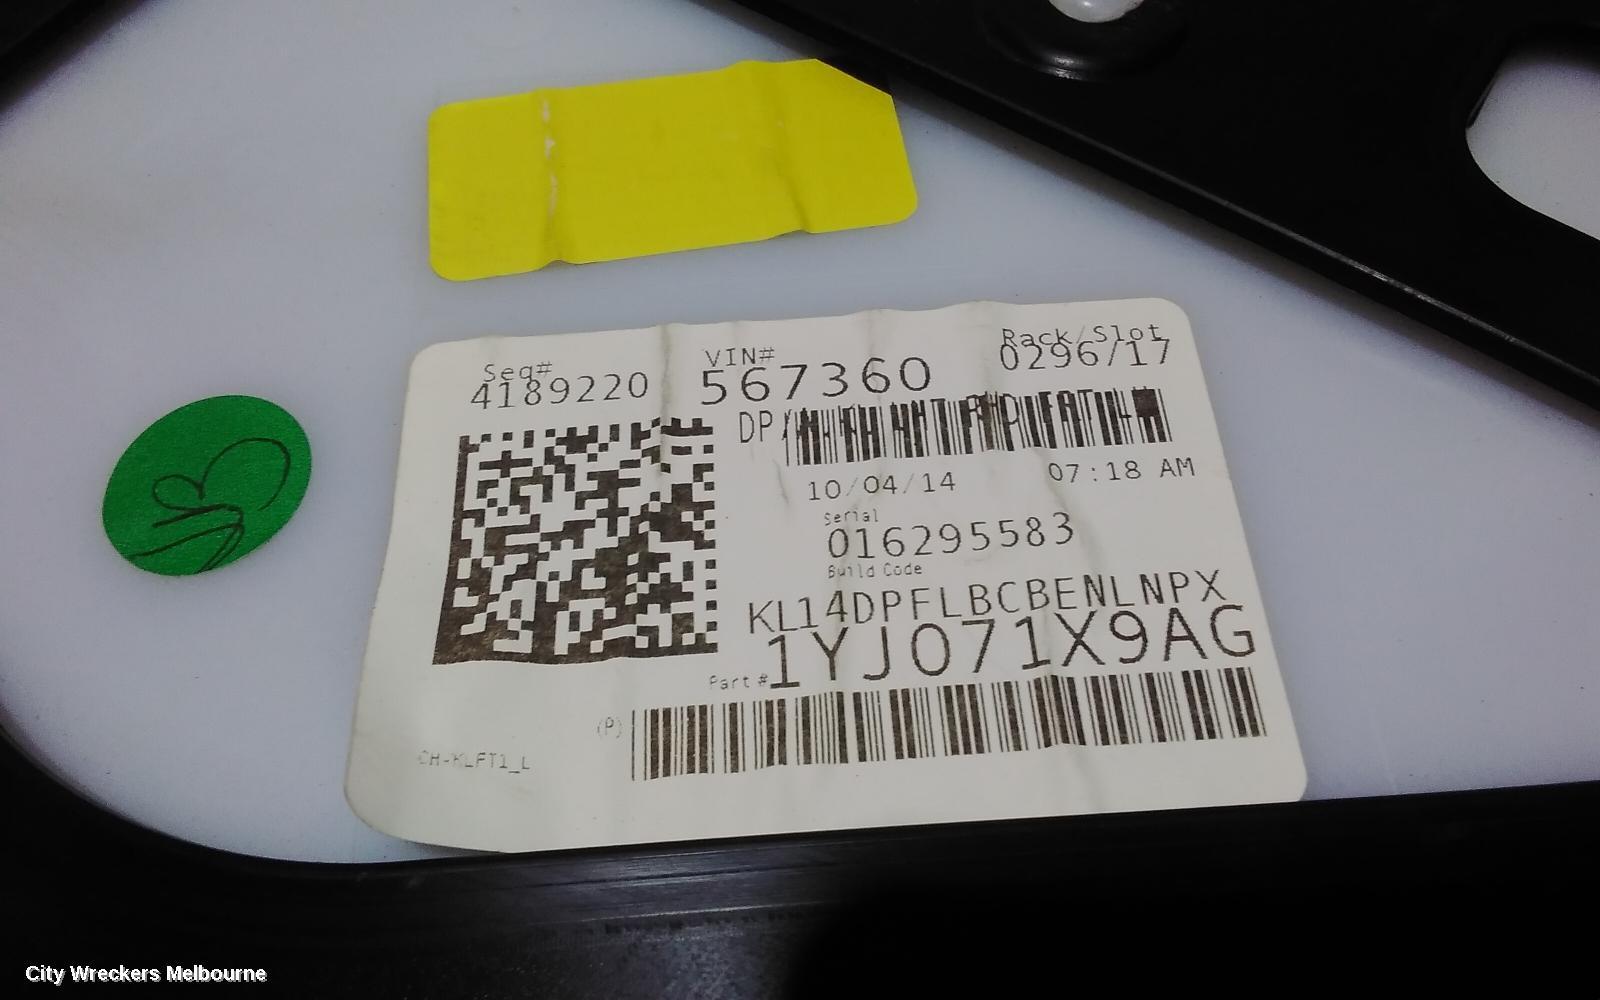 Seq#
4189220
VIN#
567360
Rack/Slot
0296/17
DP
10/04/14 07:18 AM
Serial
016295583
Build Code
KL14DPFLBCBENLNPX
Part # 1YJ071X9AG
(P)
CH-KLFT1_L
City Wreckers Melbourne